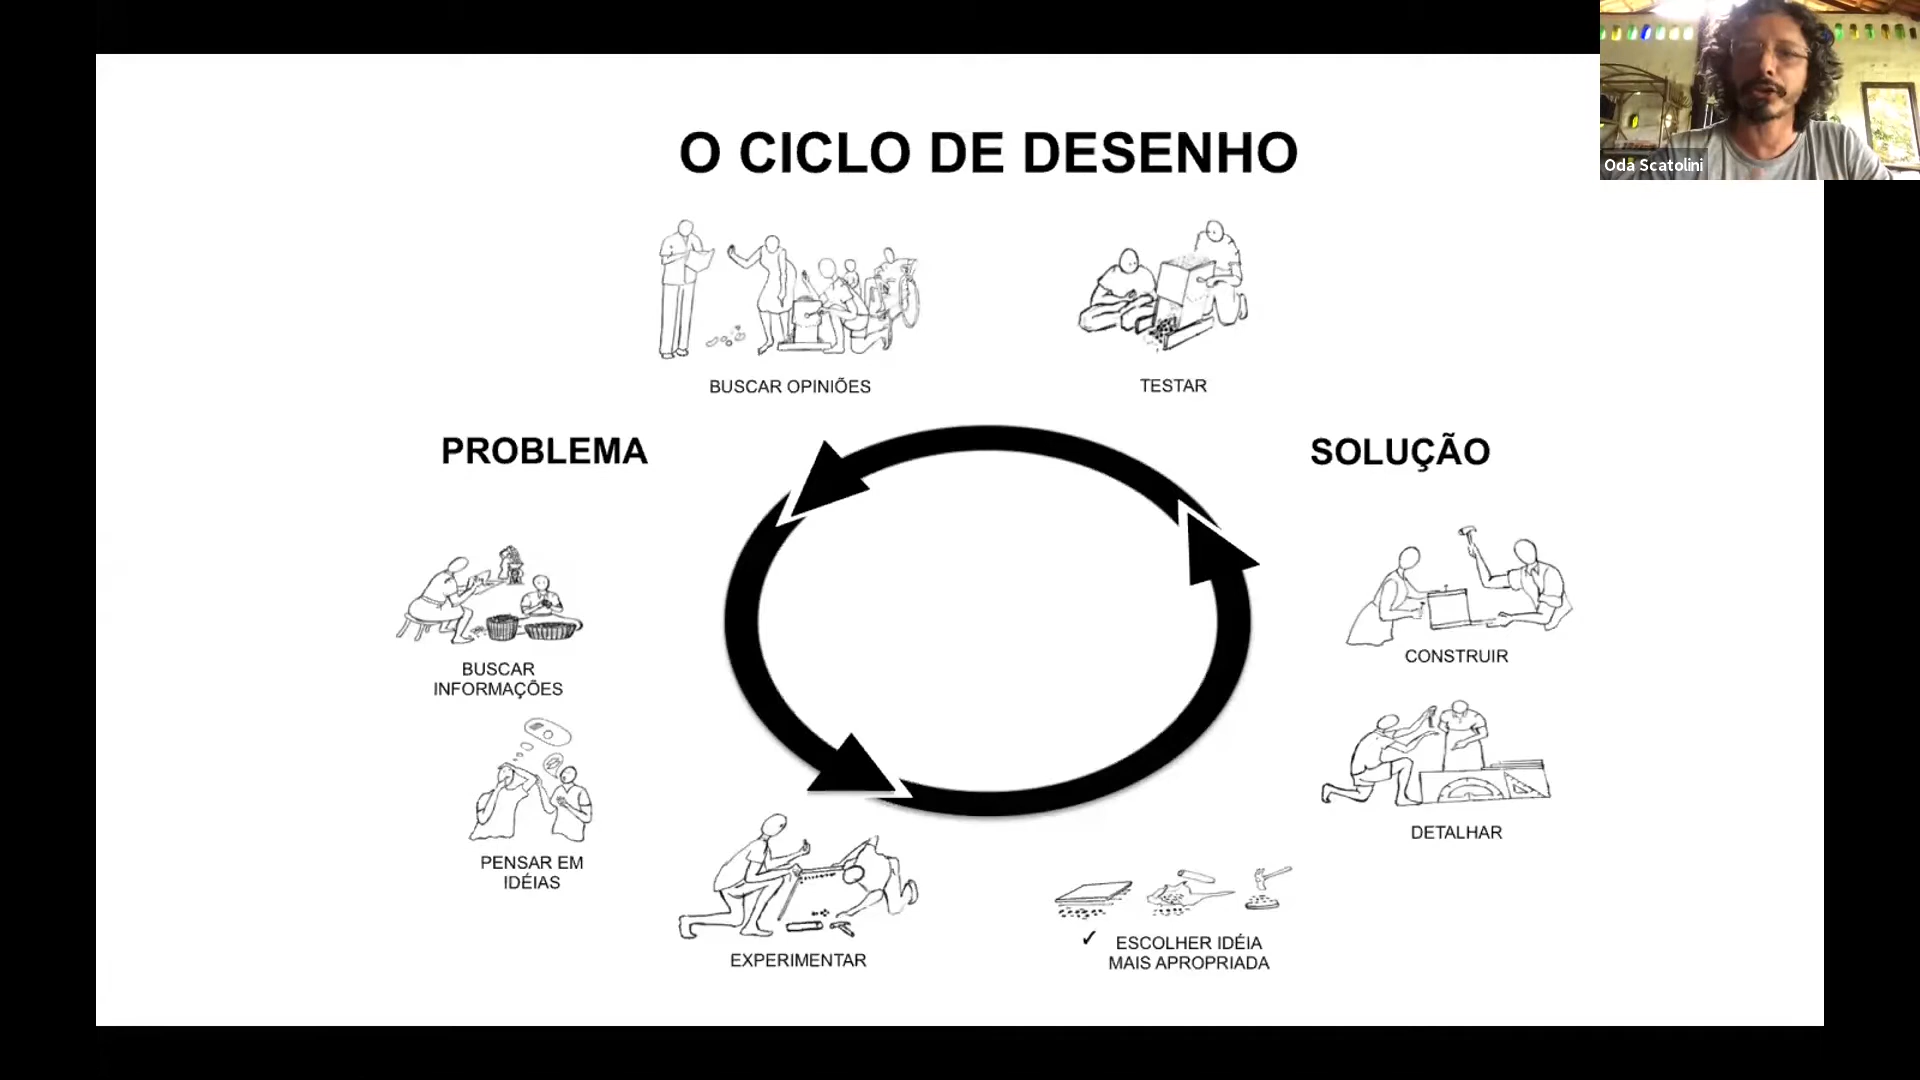 O CICLO DE DESENHO
Oda Scatolini
BUSCAR OPINIÕES
TESTAR
PROBLEMA
SOLUÇÃO
BUSCAR
INFORMAÇÕES
CONSTRUIR
PENSAR EM
IDÉIAS
DETALHAR
EXPERIMENTAR
✓ ESCOLHER IDÉIA
MAIS APROPRIADA